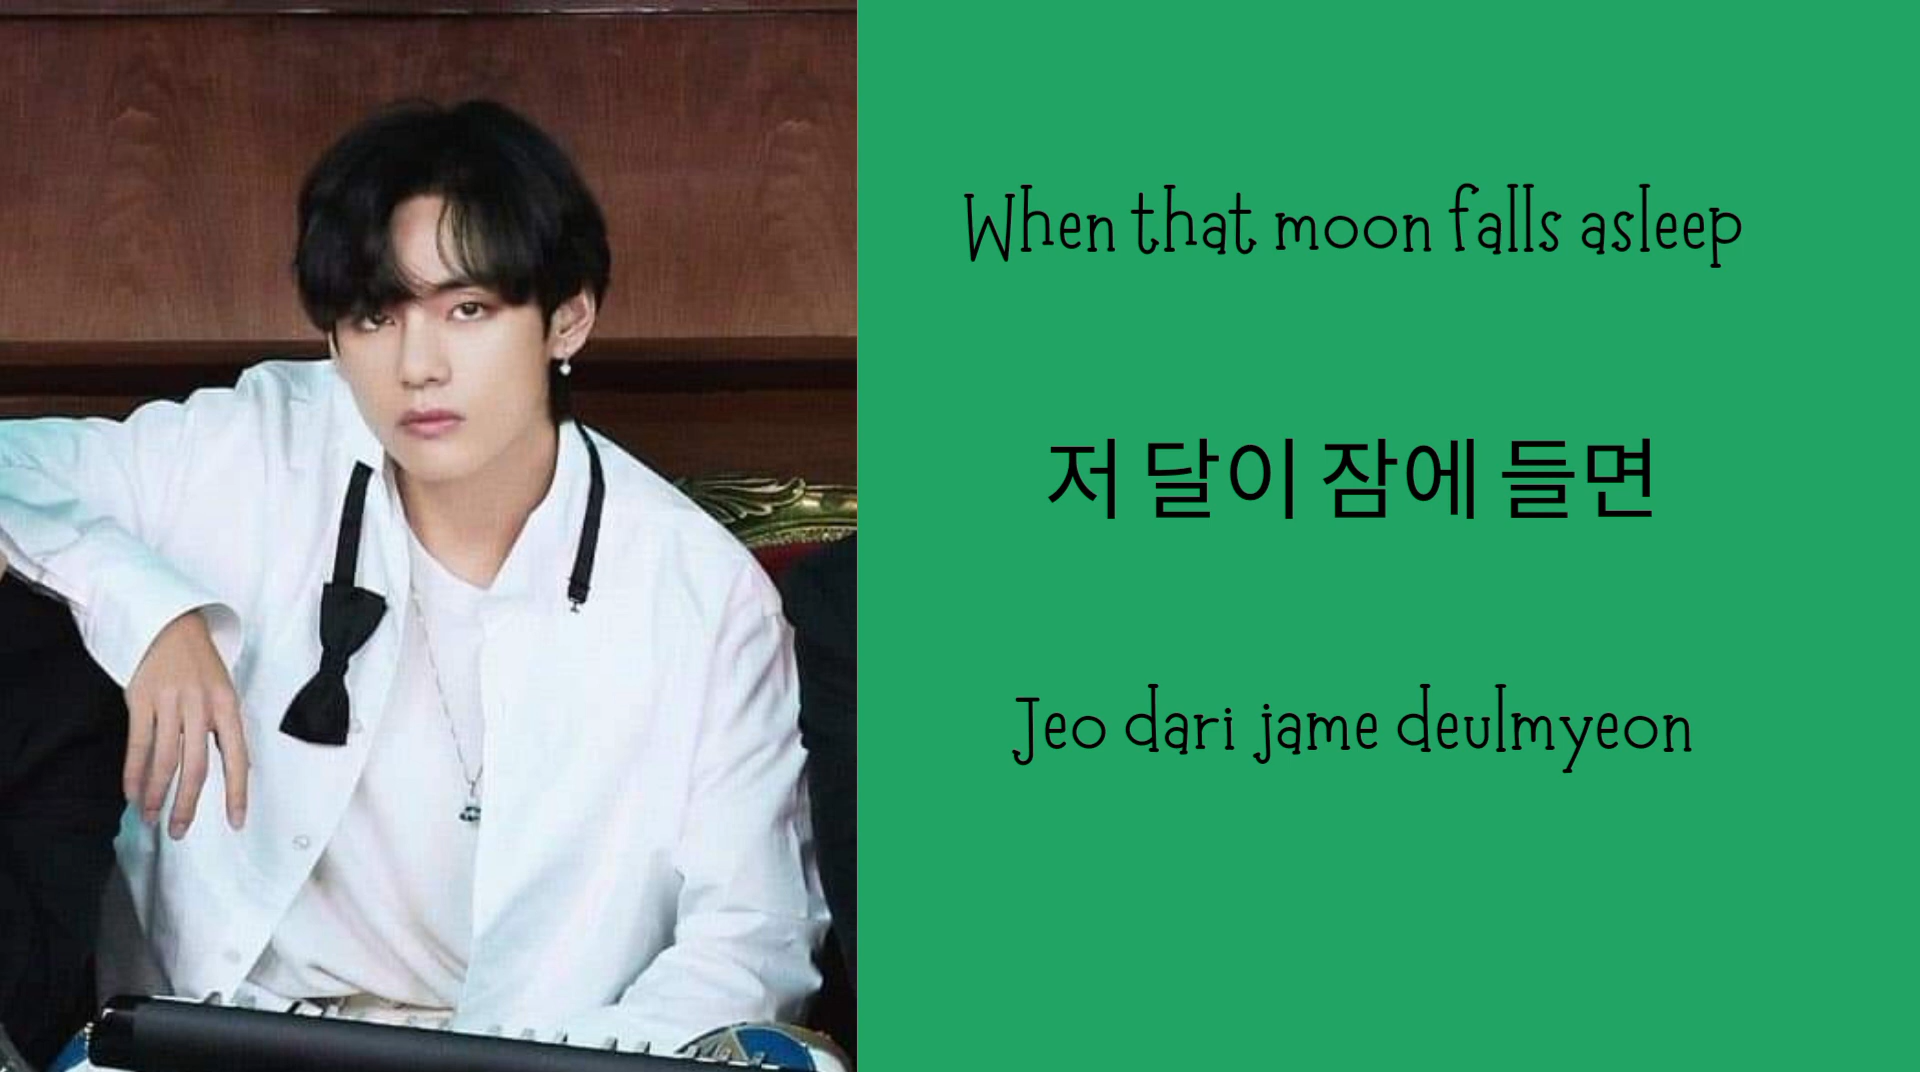 When that moon falls asleep
저 달이 잠에 들면
Jeo dari jame deulmyeon